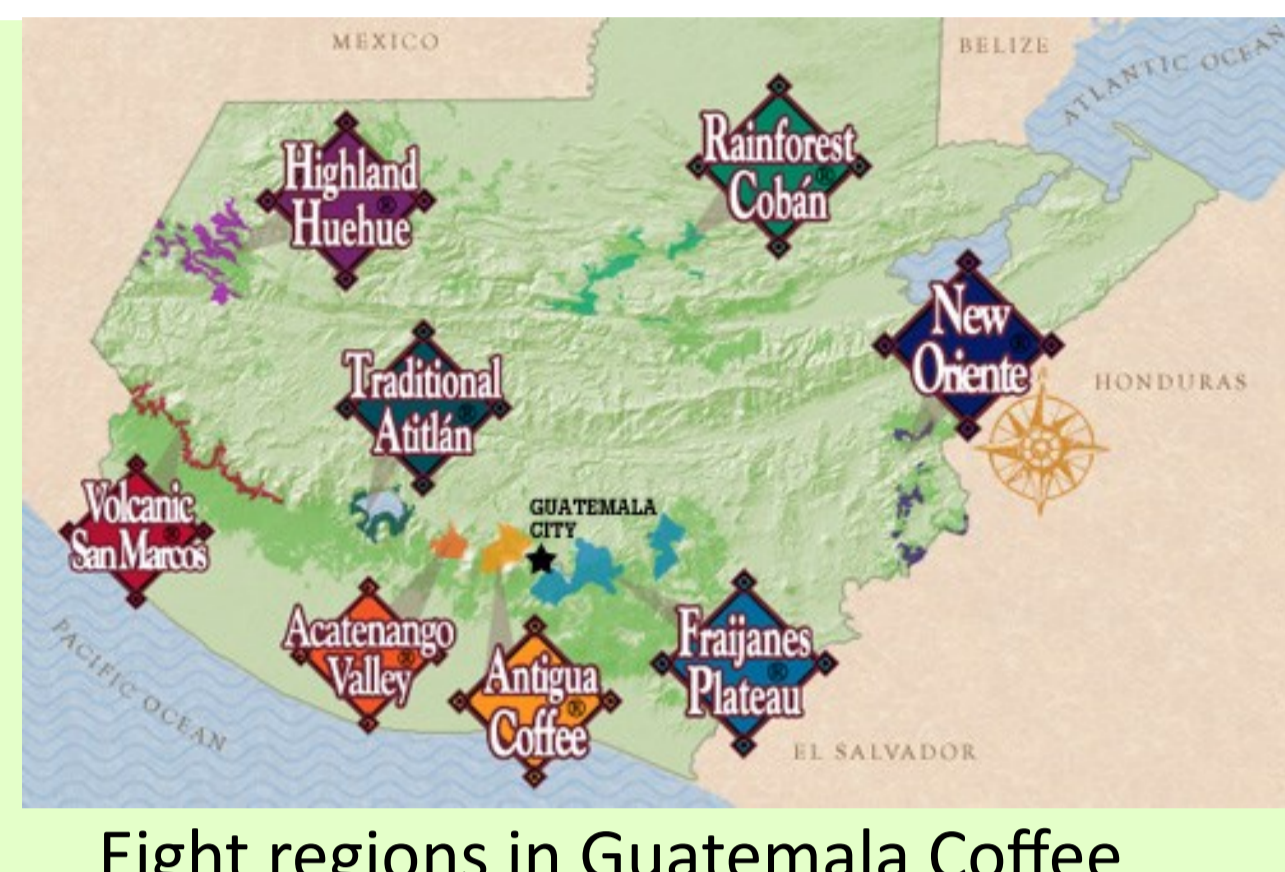 MEXICO
BELIZE
ATLANTIC OCEAN
Highland
Huehue®
Rainforest
Cobán®
New
Oriente®
HONDURAS
Traditional
Atitlán®
Volcanic
San Marcos®
GUATEMALA
CITY
Acatenango
Valley®
Antigua
Coffee®
Fraijanes
Plateau®
PACIFIC OCEAN
EL SALVADOR
Eight regions in Guatemala Coffee